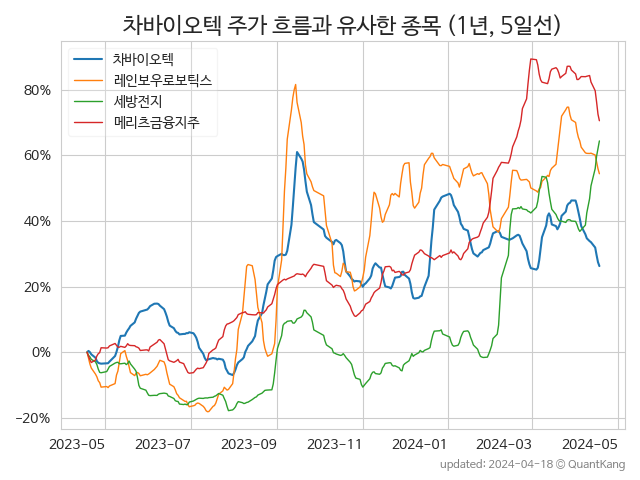 차바이오텍 주가 흐름과 유사한 종목 (1년, 5일선)
차바이오텍
레인보우로보틱스
세방전지
메리츠금융지주
80%
60%
40%
20%
0%
−20%
2023-05 2023-07 2023-09 2023-11 2024-01 2024-03 2024-05
updated: 2024-04-18 © QuantKang